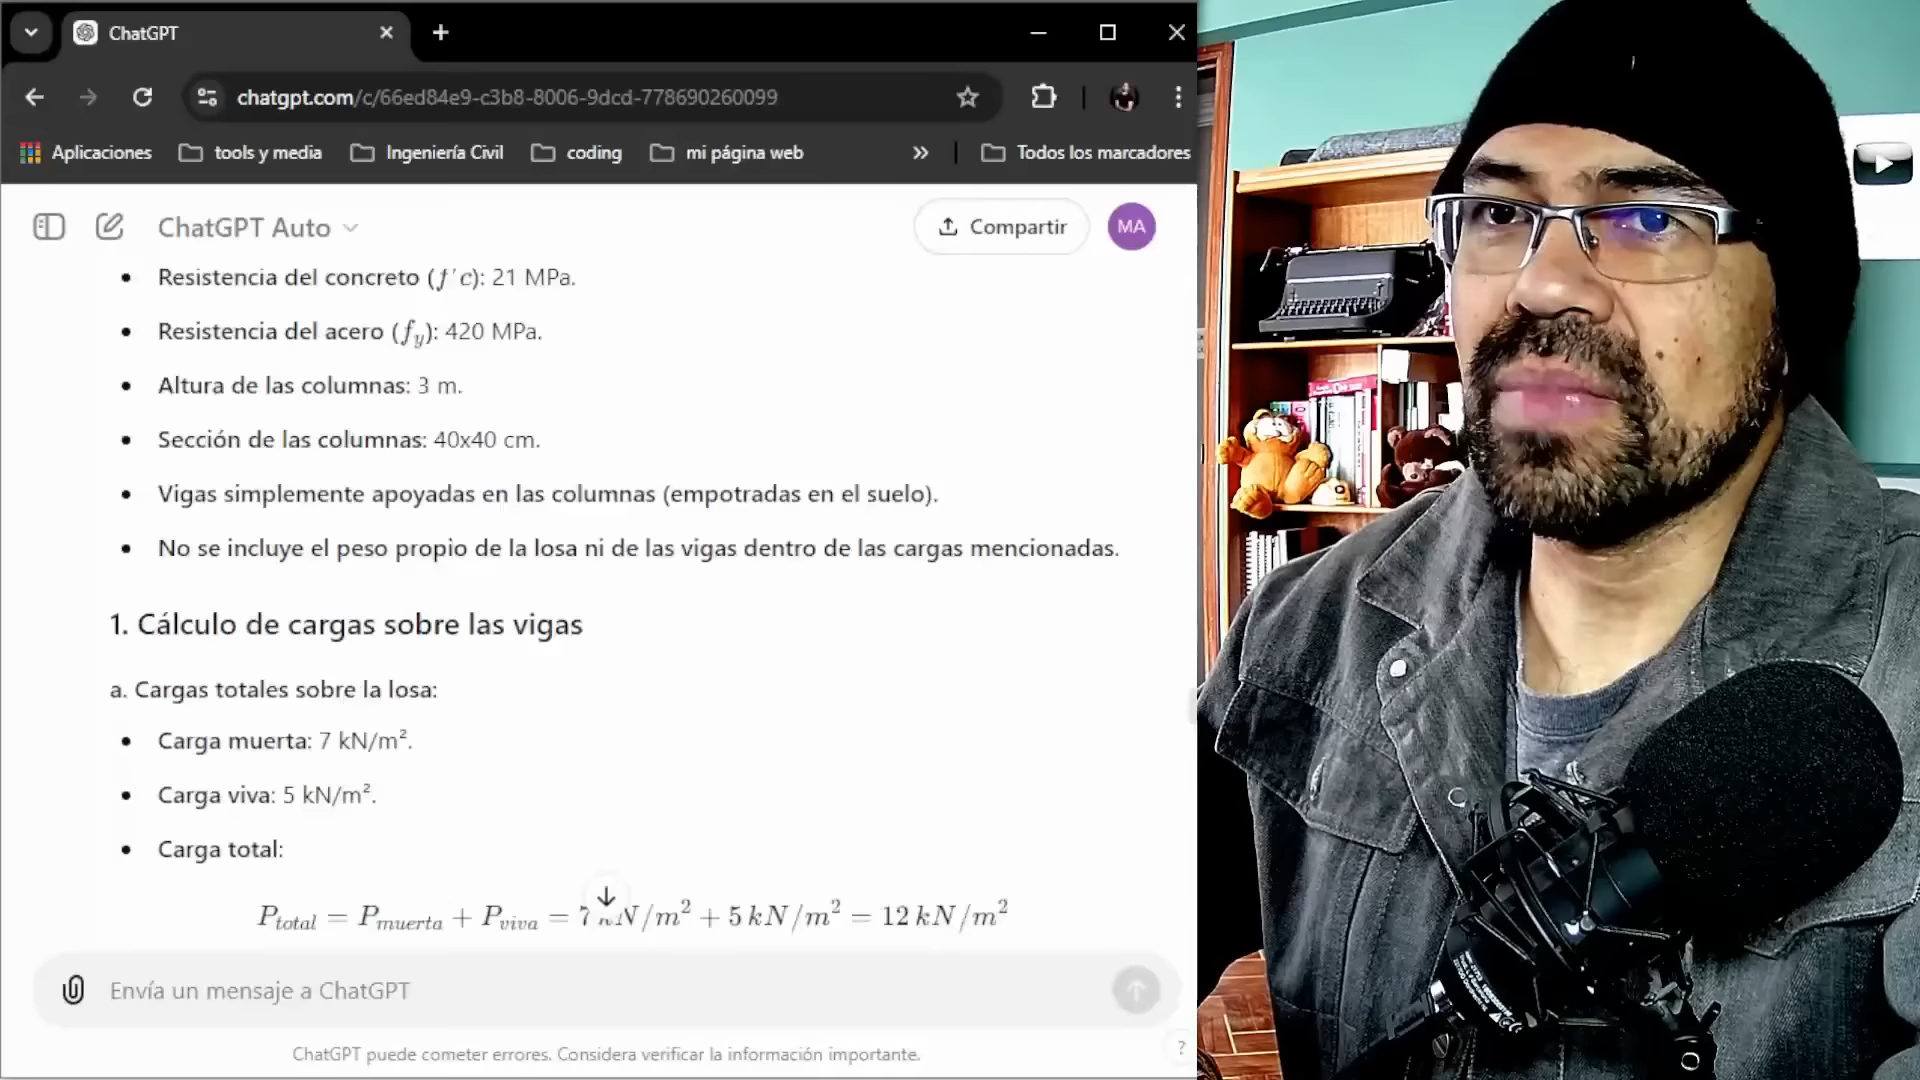 ChatGPT
chatgpt.com/c/66ed84e9-c3b8-8006-9dcd-778690260099
Aplicaciones tools y media Ingeniería Civil coding mi página web » Todos los marcadores
ChatGPT Auto Compartir MA
• Resistencia del concreto (f'c): 21 MPa.
• Resistencia del acero (f_y): 420 MPa.
• Altura de las columnas: 3 m.
• Sección de las columnas: 40x40 cm.
• Vigas simplemente apoyadas en las columnas (empotradas en el suelo).
• No se incluye el peso propio de la losa ni de las vigas dentro de las cargas mencionadas.
1. Cálculo de cargas sobre las vigas
a. Cargas totales sobre la losa:
• Carga muerta: 7 kN/m².
• Carga viva: 5 kN/m².
• Carga total:
P_total = P_muerta + P_viva = 7 kN/m² + 5 kN/m² = 12 kN/m²
Envía un mensaje a ChatGPT
ChatGPT puede cometer errores. Considera verificar la información importante.
?